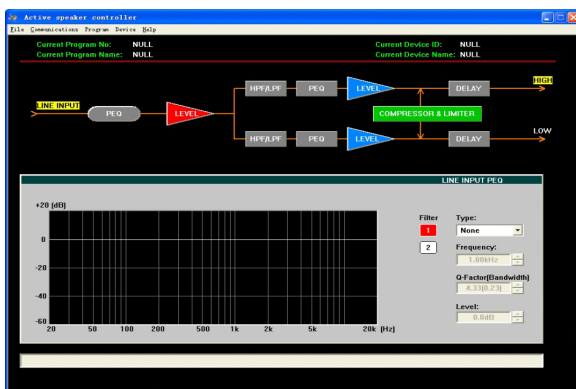 Active speaker controller
File Communications Program Device Help
Current Program No: NULL Current Device ID: NULL
Current Program Name: NULL Current Device Name: NULL
HIGH
HPF/LPF PEQ LEVEL DELAY
LINE INPUT
PEQ LEVEL COMPRESSOR & LIMITER
LOW
HPF/LPF PEQ LEVEL DELAY
LINE INPUT PEQ
+20 [dB]
Filter Type:
1 None
0
2 Frequency:
1.00kHz
-20
Q-Factor[Bandwidth]
4.33[0.23]
-40
Level:
0.0dB
-60
20 50 100 200 500 1k 2k 5k 20k [Hz]